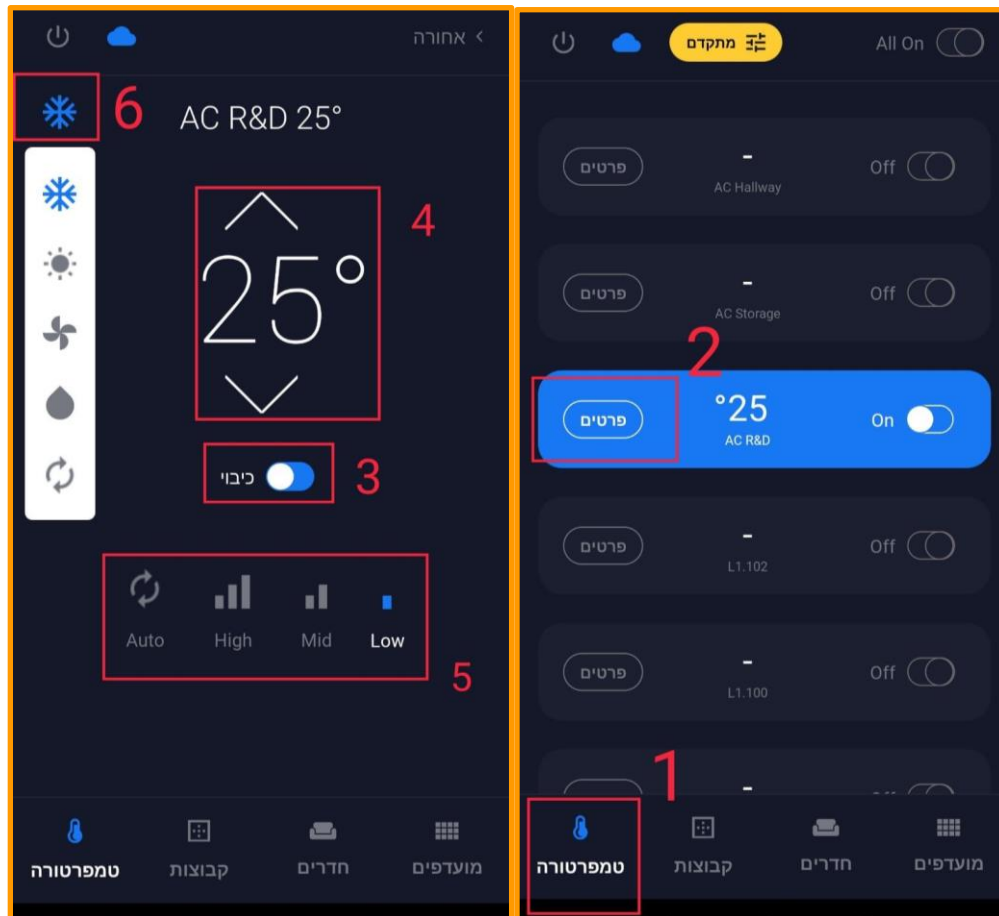 אחורה
6
AC R&D 25°
4
25°
כיבוי
3
Auto
High
Mid
Low
5
טמפרטורה
קבוצות
חדרים
מועדפים
מתקדם
All On
פרטים
-
AC Hallway
Off
פרטים
-
AC Storage
Off
2
פרטים
°25
AC R&D
On
פרטים
-
L1.102
Off
פרטים
-
L1.100
Off
-
1
טמפרטורה
קבוצות
חדרים
מועדפים